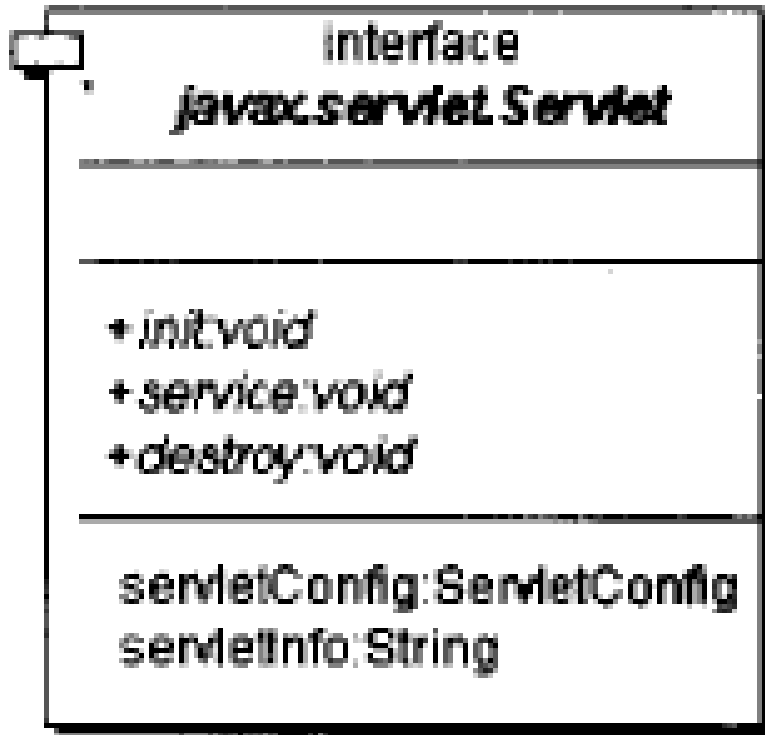 interface
javax.servlet.Servlet
+init:void
+service:void
+destroy:void
servletConfig:ServletConfig
servletInfo:String